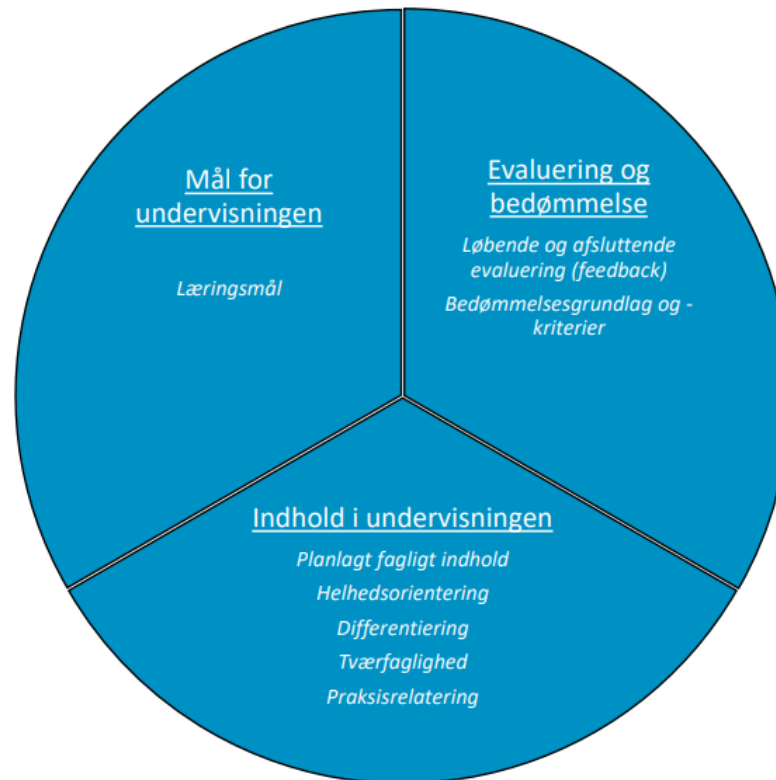 Mål for
undervisningen
Læringsmål
Evaluering og
bedømmelse
Løbende og afsluttende
evaluering (feedback)
Bedømmelsesgrundlag og -
kriterier
Indhold i undervisningen
Planlagt fagligt indhold
Helhedsorientering
Differentiering
Tværfaglighed
Praksisrelatering